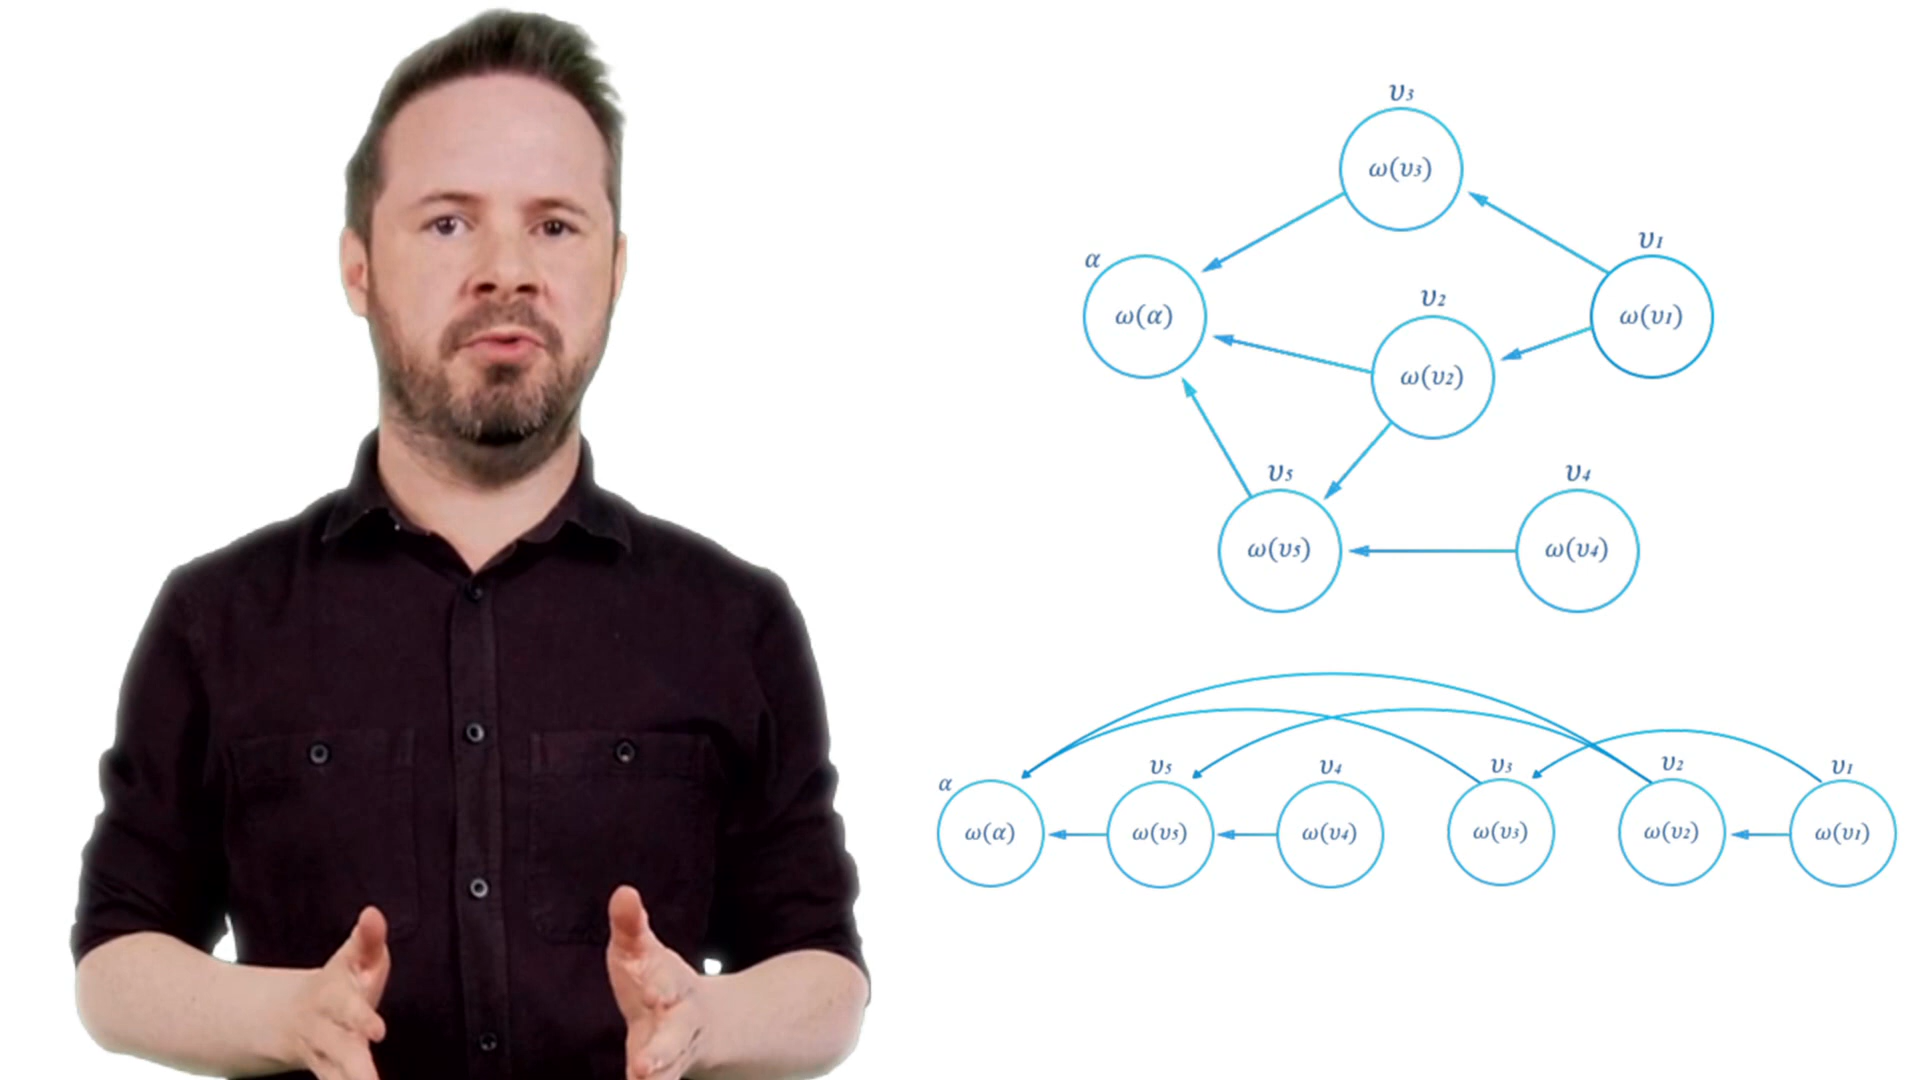 υ3
ω(υ3)
υ1
α
ω(α)
υ2
ω(υ1)
ω(υ2)
υ5
υ4
ω(υ5)
ω(υ4)
α
υ5
υ4
υ3
υ2
υ1
ω(α)
ω(υ5)
ω(υ4)
ω(υ3)
ω(υ2)
ω(υ1)